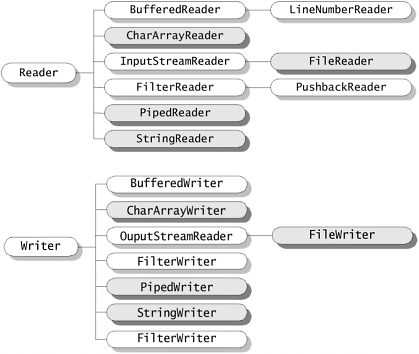 BufferedReader
LineNumberReader
CharArrayReader
InputStreamReader
FileReader
Reader
FilterReader
PushbackReader
PipedReader
StringReader
BufferedWriter
CharArrayWriter
Writer
OuputStreamReader
FileWriter
FilterWriter
PipedWriter
StringWriter
FilterWriter